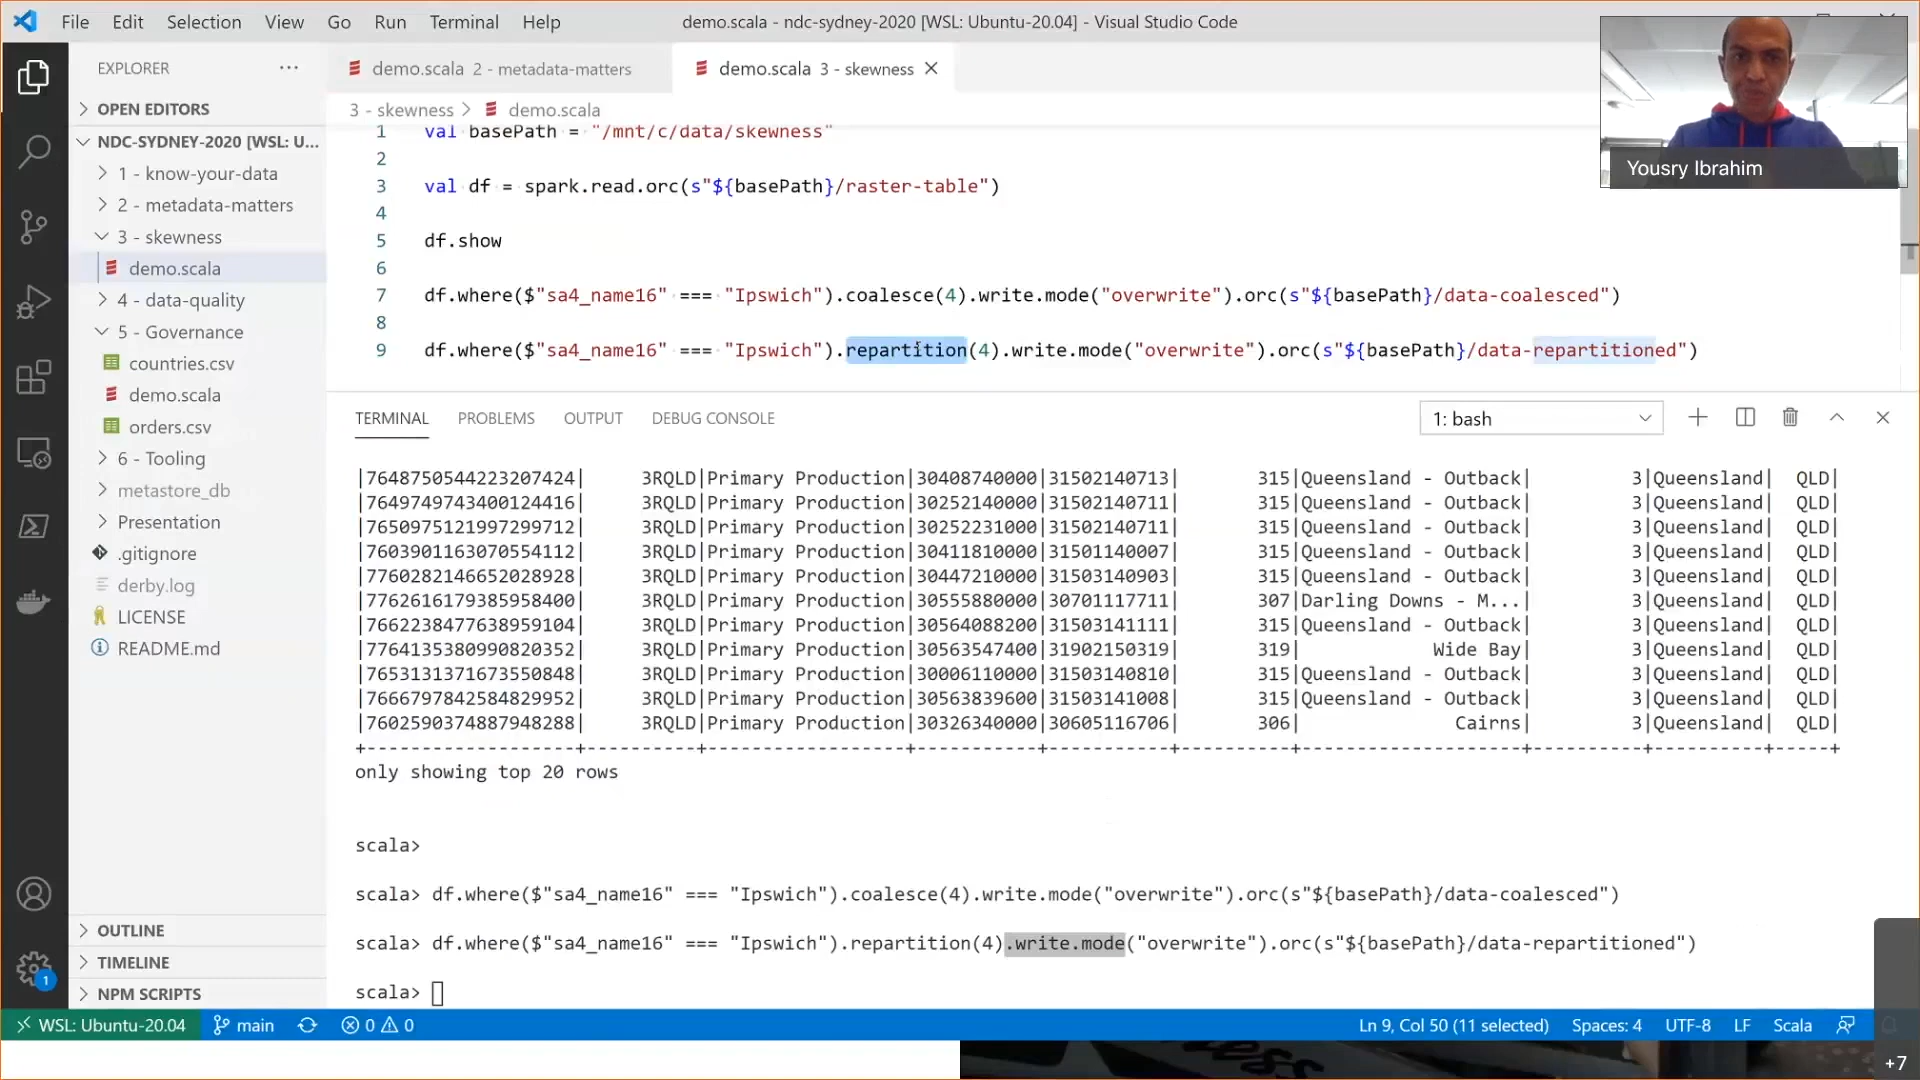 File Edit Selection View Go Run Terminal Help
demo.scala - ndc-sydney-2020 [WSL: Ubuntu-20.04] - Visual Studio Code
Yousry Ibrahim
EXPLORER
OPEN EDITORS
NDC-SYDNEY-2020 [WSL: U...
1 - know-your-data
2 - metadata-matters
3 - skewness
demo.scala
4 - data-quality
5 - Governance
countries.csv
demo.scala
orders.csv
6 - Tooling
metastore_db
Presentation
.gitignore
derby.log
LICENSE
README.md
OUTLINE
TIMELINE
NPM SCRIPTS
demo.scala 2 - metadata-matters
demo.scala 3 - skewness
3 - skewness > demo.scala
1 val basePath = "/mnt/c/data/skewness"
2
3 val df = spark.read.orc(s"${basePath}/raster-table")
4
5 df.show
6
7 df.where($"sa4_name16" === "Ipswich").coalesce(4).write.mode("overwrite").orc(s"${basePath}/data-coalesced")
8
9 df.where($"sa4_name16" === "Ipswich").repartition(4).write.mode("overwrite").orc(s"${basePath}/data-repartitioned")
TERMINAL PROBLEMS OUTPUT DEBUG CONSOLE
1: bash
|7648750544223207424| 3RQLD|Primary Production|30408740000|31502140713| 315|Queensland - Outback| 3|Queensland| QLD|
|7649749743400124416| 3RQLD|Primary Production|30252140000|31502140711| 315|Queensland - Outback| 3|Queensland| QLD|
|7650975121997299712| 3RQLD|Primary Production|30252231000|31502140711| 315|Queensland - Outback| 3|Queensland| QLD|
|7603901163070554112| 3RQLD|Primary Production|30411810000|31501140007| 315|Queensland - Outback| 3|Queensland| QLD|
|7760282146652028928| 3RQLD|Primary Production|30447210000|31503140903| 315|Queensland - Outback| 3|Queensland| QLD|
|7762616179385958400| 3RQLD|Primary Production|30555880000|30701117711| 307|Darling Downs - M...| 3|Queensland| QLD|
|7662238477638959104| 3RQLD|Primary Production|30564088200|31503141111| 315|Queensland - Outback| 3|Queensland| QLD|
|7764135380990820352| 3RQLD|Primary Production|30563547400|31902150319| 319| Wide Bay| 3|Queensland| QLD|
|7653131371673550848| 3RQLD|Primary Production|30006110000|31503140810| 315|Queensland - Outback| 3|Queensland| QLD|
|7666797842584829952| 3RQLD|Primary Production|30563839600|31503141008| 315|Queensland - Outback| 3|Queensland| QLD|
|7602590374887948288| 3RQLD|Primary Production|30326340000|30605116706| 306| Cairns| 3|Queensland| QLD|
+-------------------+----------+------------------+-----------+-----------+----------+--------------------+----------+----------+-----+
only showing top 20 rows
scala>
scala> df.where($"sa4_name16" === "Ipswich").coalesce(4).write.mode("overwrite").orc(s"${basePath}/data-coalesced")
scala> df.where($"sa4_name16" === "Ipswich").repartition(4).write.mode("overwrite").orc(s"${basePath}/data-repartitioned")
scala>
1
WSL: Ubuntu-20.04 main 0 0 Ln 9, Col 50 (11 selected) Spaces: 4 UTF-8 LF Scala
+7